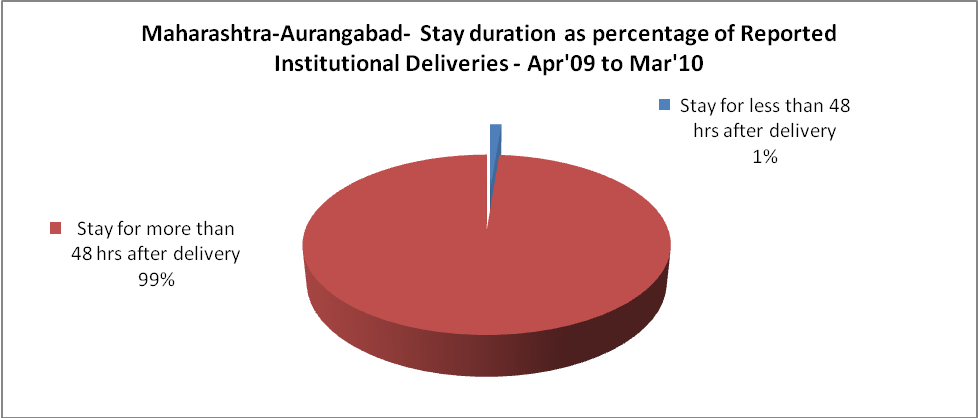 Maharashtra-Aurangabad- Stay duration as percentage of Reported
Institutional Deliveries - Apr'09 to Mar'10
Stay for less than 48
hrs after delivery
1%
Stay for more than
48 hrs after delivery
99%